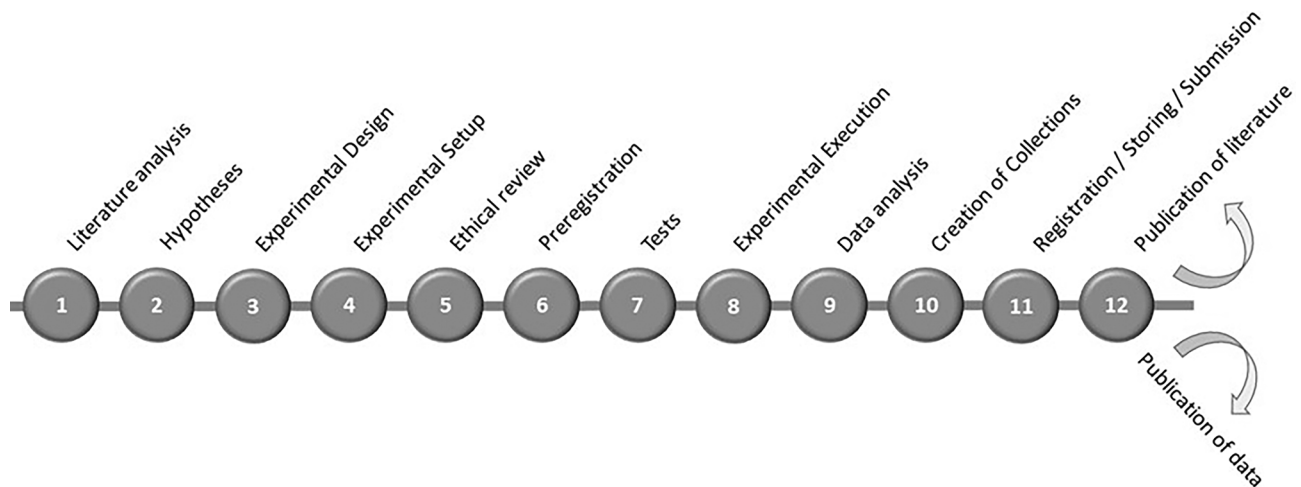 Literature analysis
Hypotheses
Experimental Design
Experimental Setup
Ethical review
Preregistration
Tests
Experimental Execution
Data analysis
Creation of Collections
Registration / Storing / Submission
Publication of literature
1
2
3
4
5
6
7
8
9
10
11
12
Publication of data